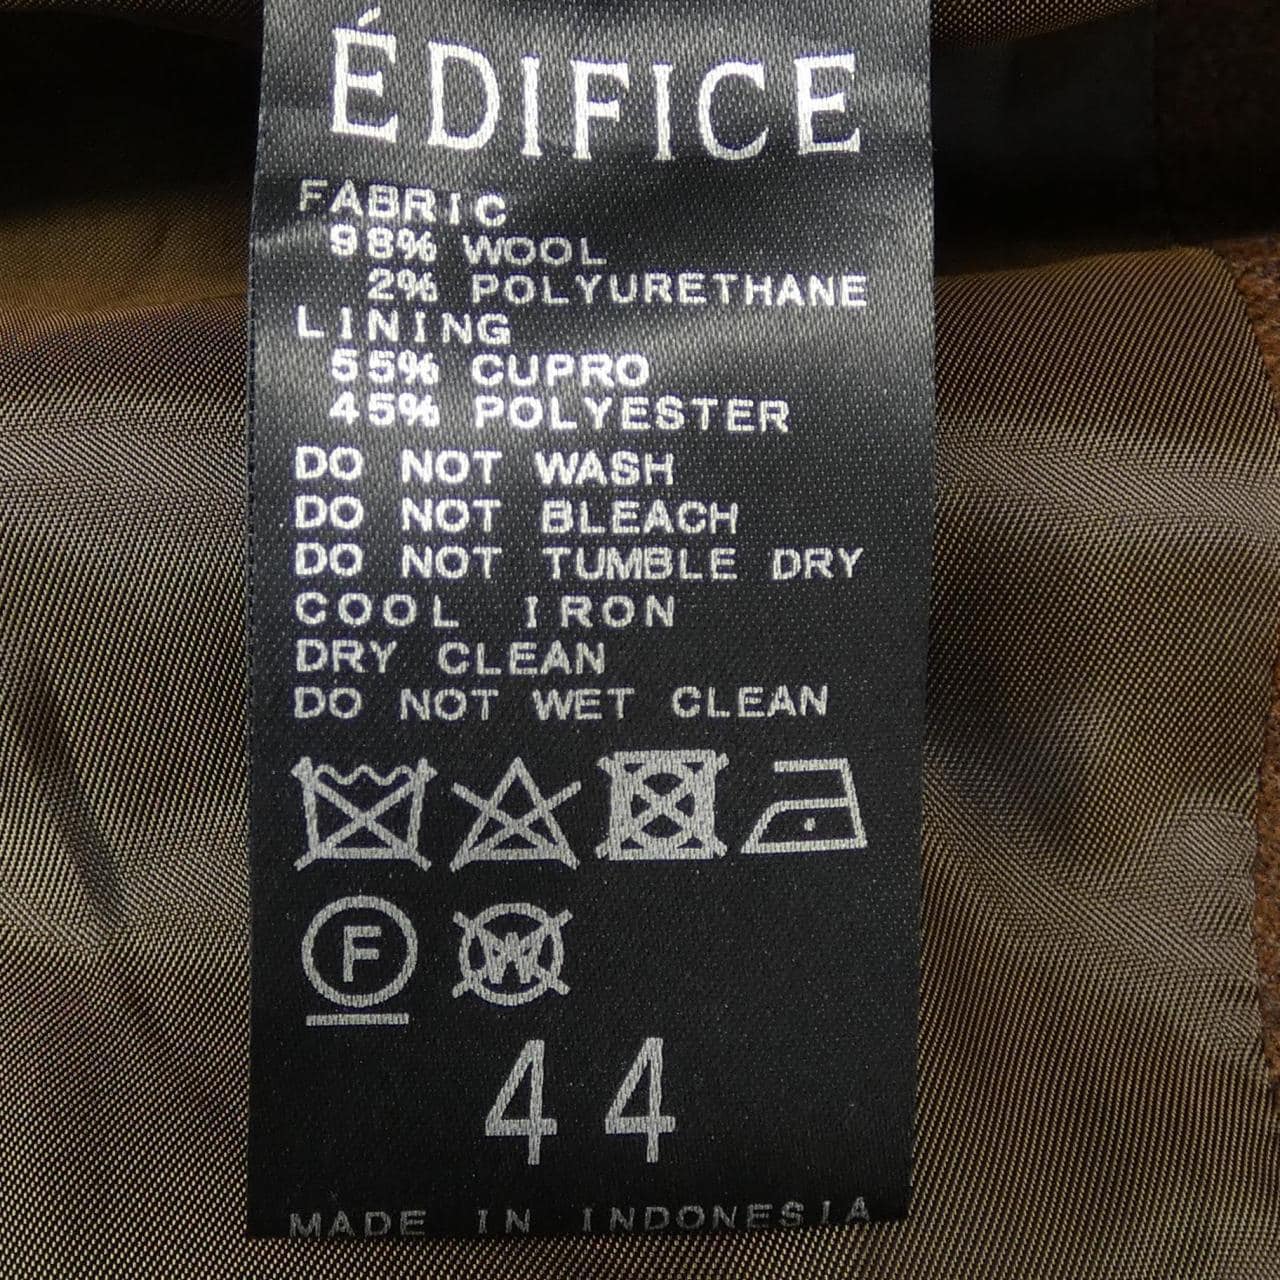 ÉDIFICE
FABRIC
98% WOOL
2% POLYURETHANE
LINING
55% CUPRO
45% POLYESTER
DO NOT WASH
DO NOT BLEACH
DO NOT TUMBLE DRY
COOL IRON
DRY CLEAN
DO NOT WET CLEAN
F W
44
MADE IN INDONESIA